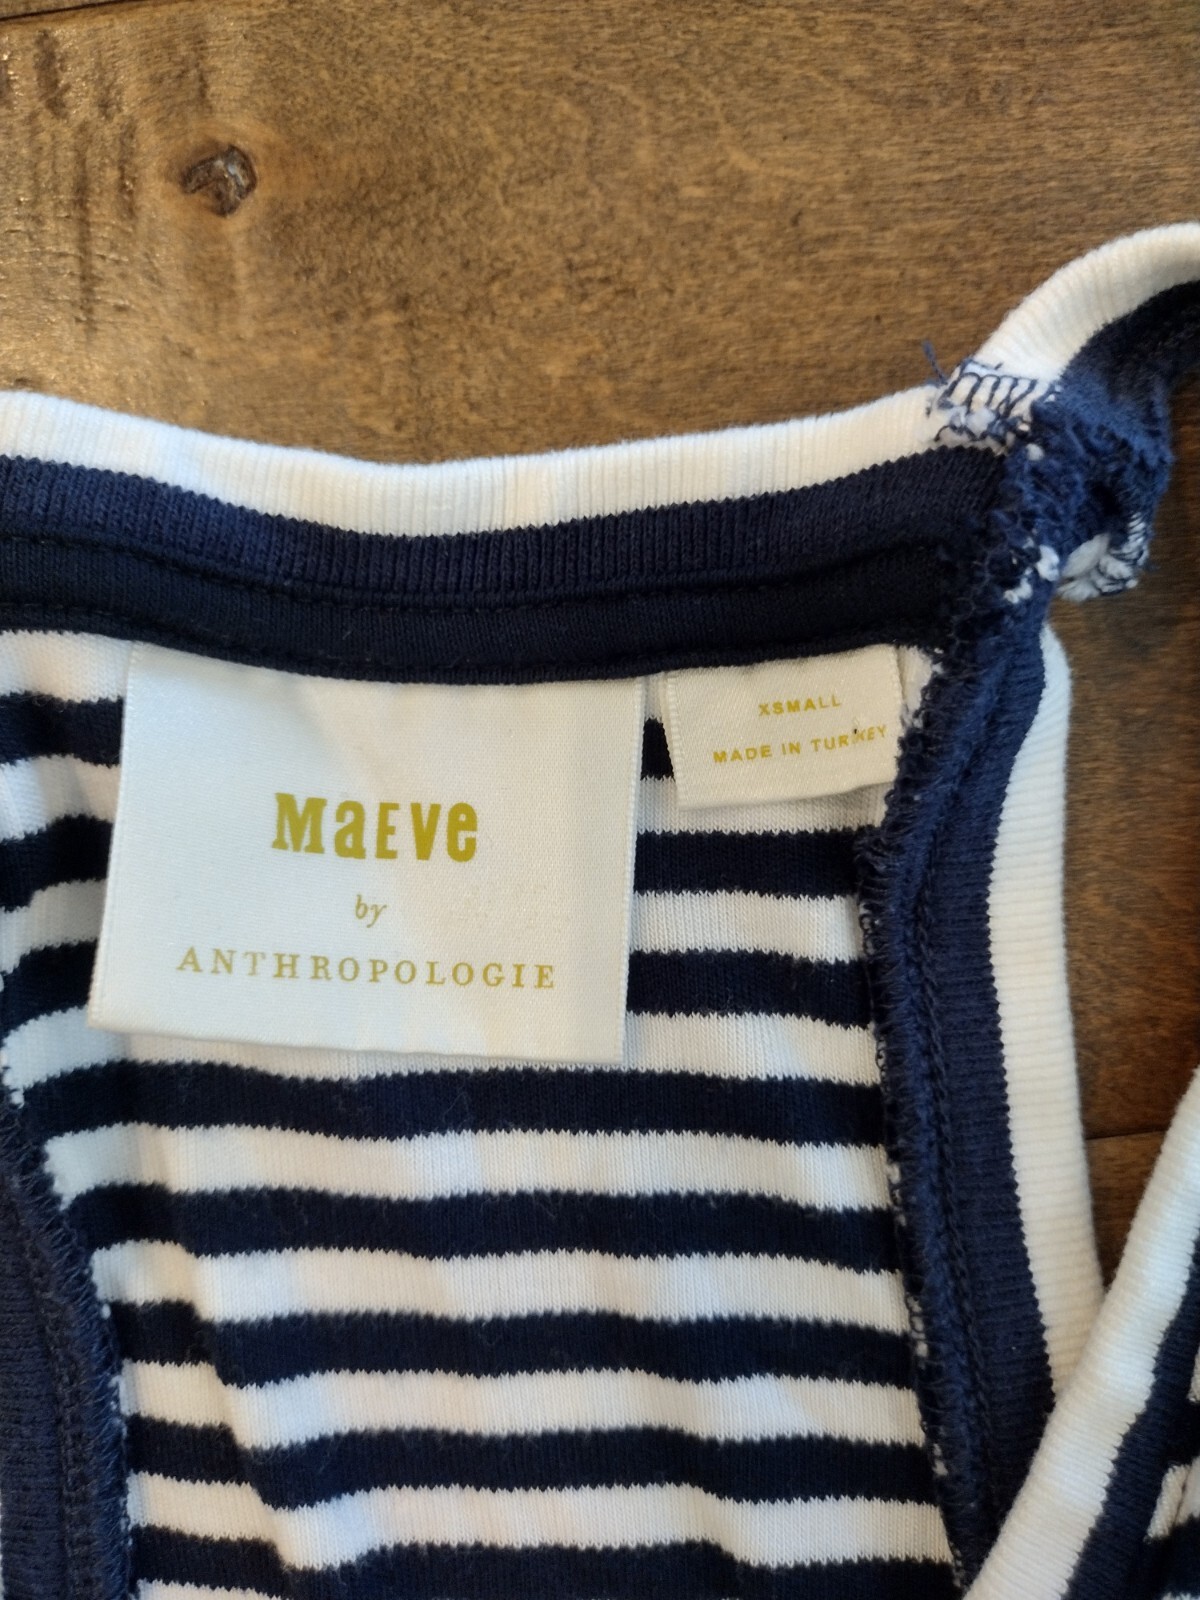 MaEVe
by
ANTHROPOLOGIE
XSMALL
MADE IN TURKEY